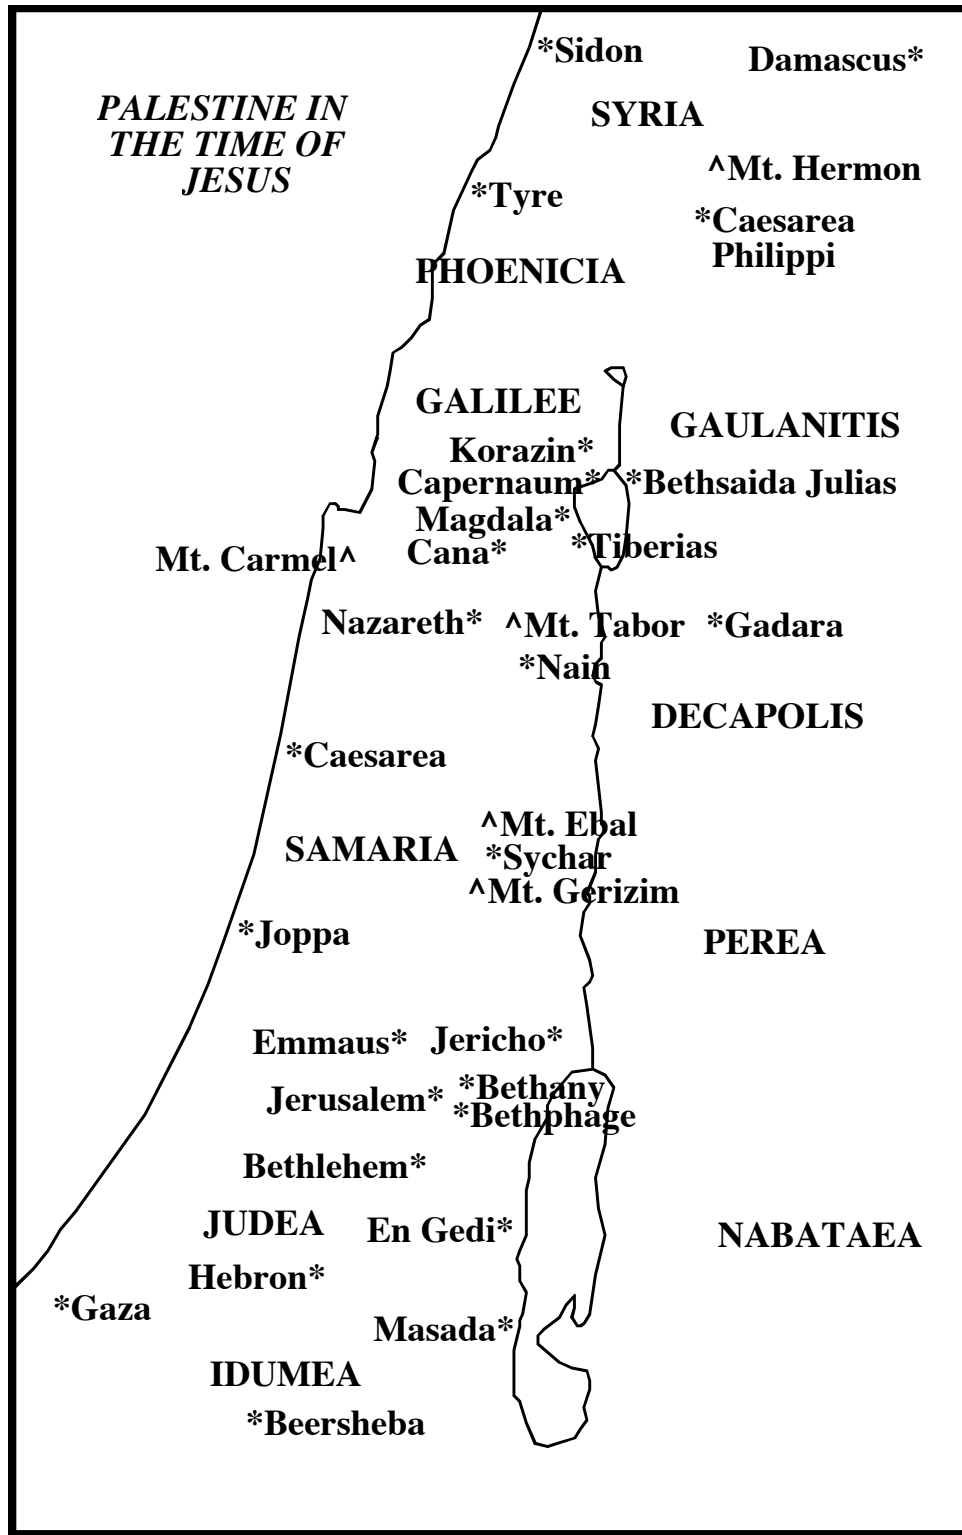 *Sidon
Damascus*
PALESTINE IN
THE TIME OF
JESUS
SYRIA
^Mt. Hermon
*Tyre
*Caesarea
Philippi
PHOENICIA
GALILEE
GAULANITIS
Korazin*
Capernaum*
*Bethsaida Julias
Magdala*
*Tiberias
Cana*
Mt. Carmel^
Nazareth*
^Mt. Tabor
*Gadara
*Nain
DECAPOLIS
*Caesarea
^Mt. Ebal
SAMARIA
*Sychar
^Mt. Gerizim
*Joppa
PEREA
Emmaus*
Jericho*
*Bethany
Jerusalem*
*Bethphage
Bethlehem*
JUDEA
En Gedi*
NABATAEA
Hebron*
*Gaza
Masada*
IDUMEA
*Beersheba